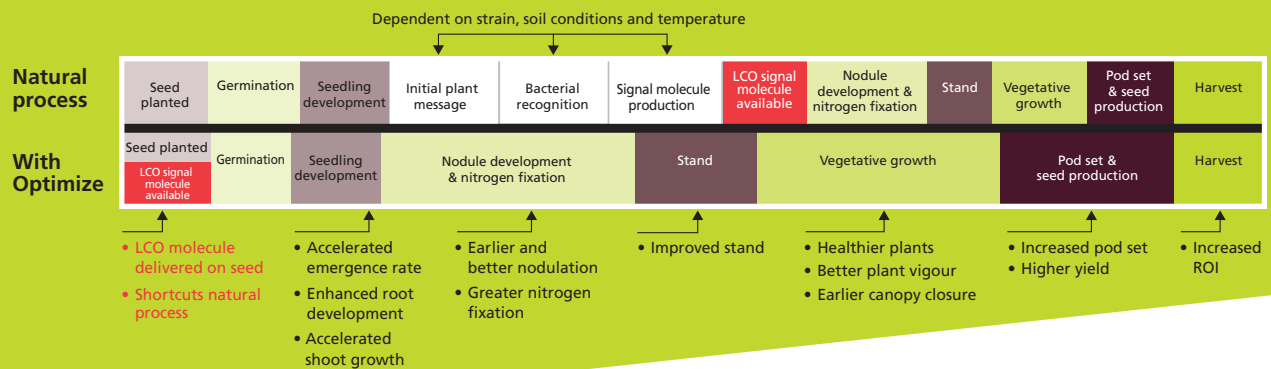 Dependent on strain, soil conditions and temperature
Natural
process
Seed
planted
Germination
Seedling
development
Initial plant
message
Bacterial
recognition
Signal molecule
production
LCO signal
molecule
available
Nodule
development &
nitrogen fixation
Stand
Vegetative
growth
Pod set
& seed
production
Harvest
With
Optimize
Seed planted
LCO signal
molecule
available
Germination
Seedling
development
Nodule development
& nitrogen fixation
Stand
Vegetative growth
Pod set &
seed production
Harvest
• LCO molecule
delivered on seed
• Shortcuts natural
process
• Accelerated
emergence rate
• Enhanced root
development
• Accelerated
shoot growth
• Earlier and
better nodulation
• Greater nitrogen
fixation
• Improved stand
• Healthier plants
• Better plant vigour
• Earlier canopy closure
• Increased pod set
• Higher yield
• Increased
ROI